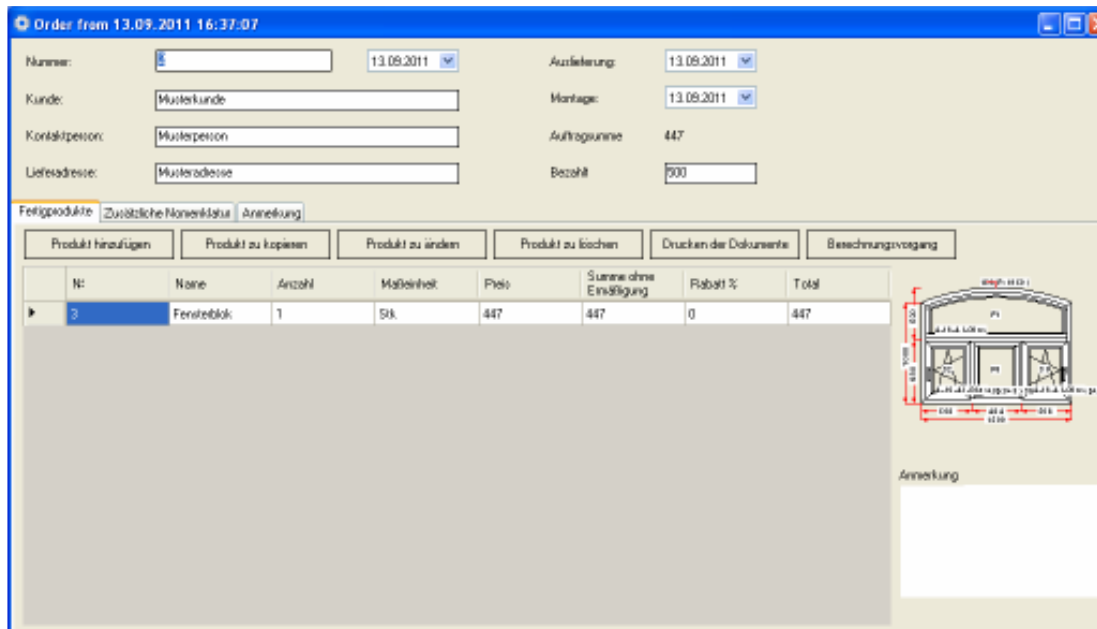 Order from 13.09.2011 16:37:07
Nummer: 13.09.2011 Auslieferung: 13.09.2011
Kunde: Musterkunde Montage: 13.09.2011
Kontaktperson: Musterperson Auftragsumme 447
Lieferadresse: Musteradresse Bezahlt 500
Fertigprodukte Zusätzliche Nomenklatur Anmerkung
Produkt hinzufügen Produkt zu kopieren Produkt zu ändern Produkt zu löschen Drucken der Dokumente Berechnungsvorgang
Nº Name Anzahl Maßeinheit Preis Summe ohne Ermäßigung Rabatt % Total
3 Fensterblok 1 Stk. 447 447 0 447
Anmerkung